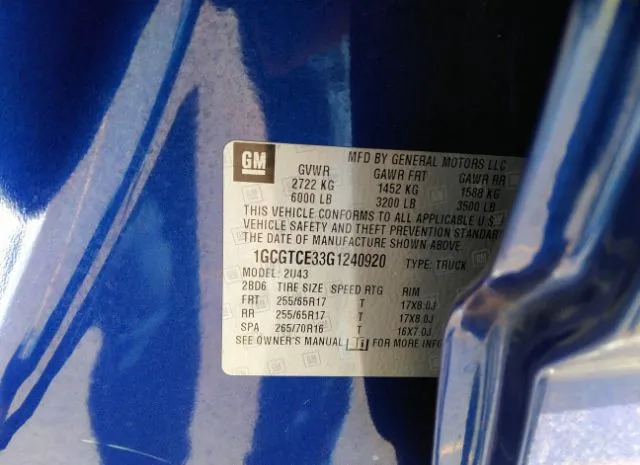 GM
MFD BY GENERAL MOTORS LLC
GVWR GAWR FRT GAWR RR
2722 KG 1452 KG 1588 KG
6000 LB 3200 LB 3500 LB
THIS VEHICLE CONFORMS TO ALL APPLICABLE U.S.
VEHICLE SAFETY AND THEFT PREVENTION STANDARDS
THE DATE OF MANUFACTURE SHOWN ABOVE.
1GCGTCE33G1240920 TYPE: TRUCK
MODEL: 2U43
2BD6 TIRE SIZE SPEED RTG RIM
FRT 255/65R17 T 17X8.0J
RR 255/65R17 T 17X8.0J
SPA 265/70R16 T 16X7.0J
SEE OWNER'S MANUAL FOR MORE INFO